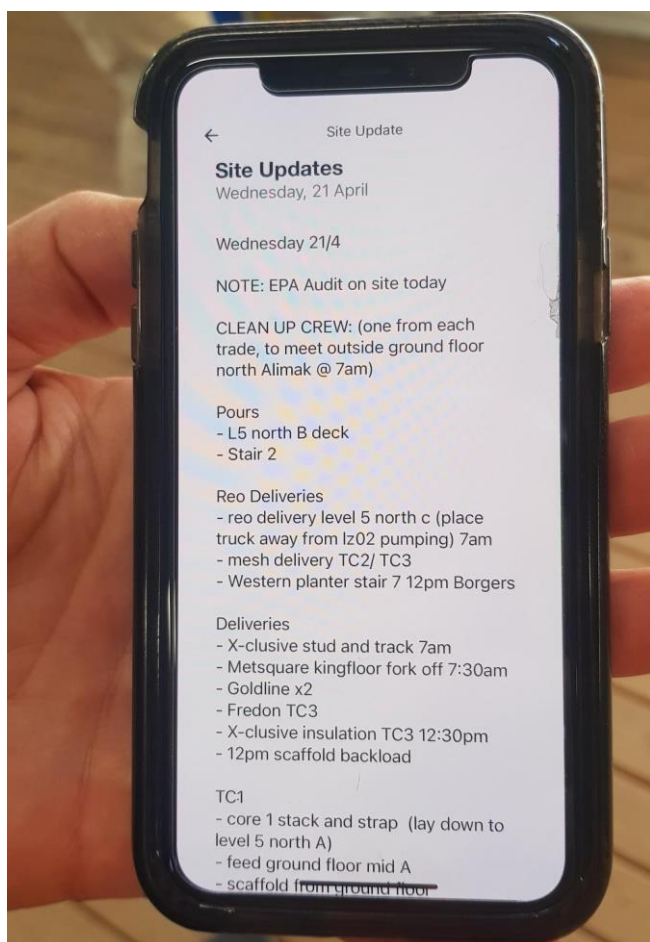 Site Update
Site Updates
Wednesday, 21 April
Wednesday 21/4
NOTE: EPA Audit on site today
CLEAN UP CREW: (one from each
trade, to meet outside ground floor
north Alimak @ 7am)
Pours
- L5 north B deck
- Stair 2
Reo Deliveries
- reo delivery level 5 north c (place
truck away from lz02 pumping) 7am
- mesh delivery TC2/ TC3
- Western planter stair 7 12pm Borgers
Deliveries
- X-clusive stud and track 7am
- Metsquare kingfloor fork off 7:30am
- Goldline x2
- Fredon TC3
- X-clusive insulation TC3 12:30pm
- 12pm scaffold backload
TC1
- core 1 stack and strap (lay down to
level 5 north A)
- feed ground floor mid A
- scaffold from ground floor